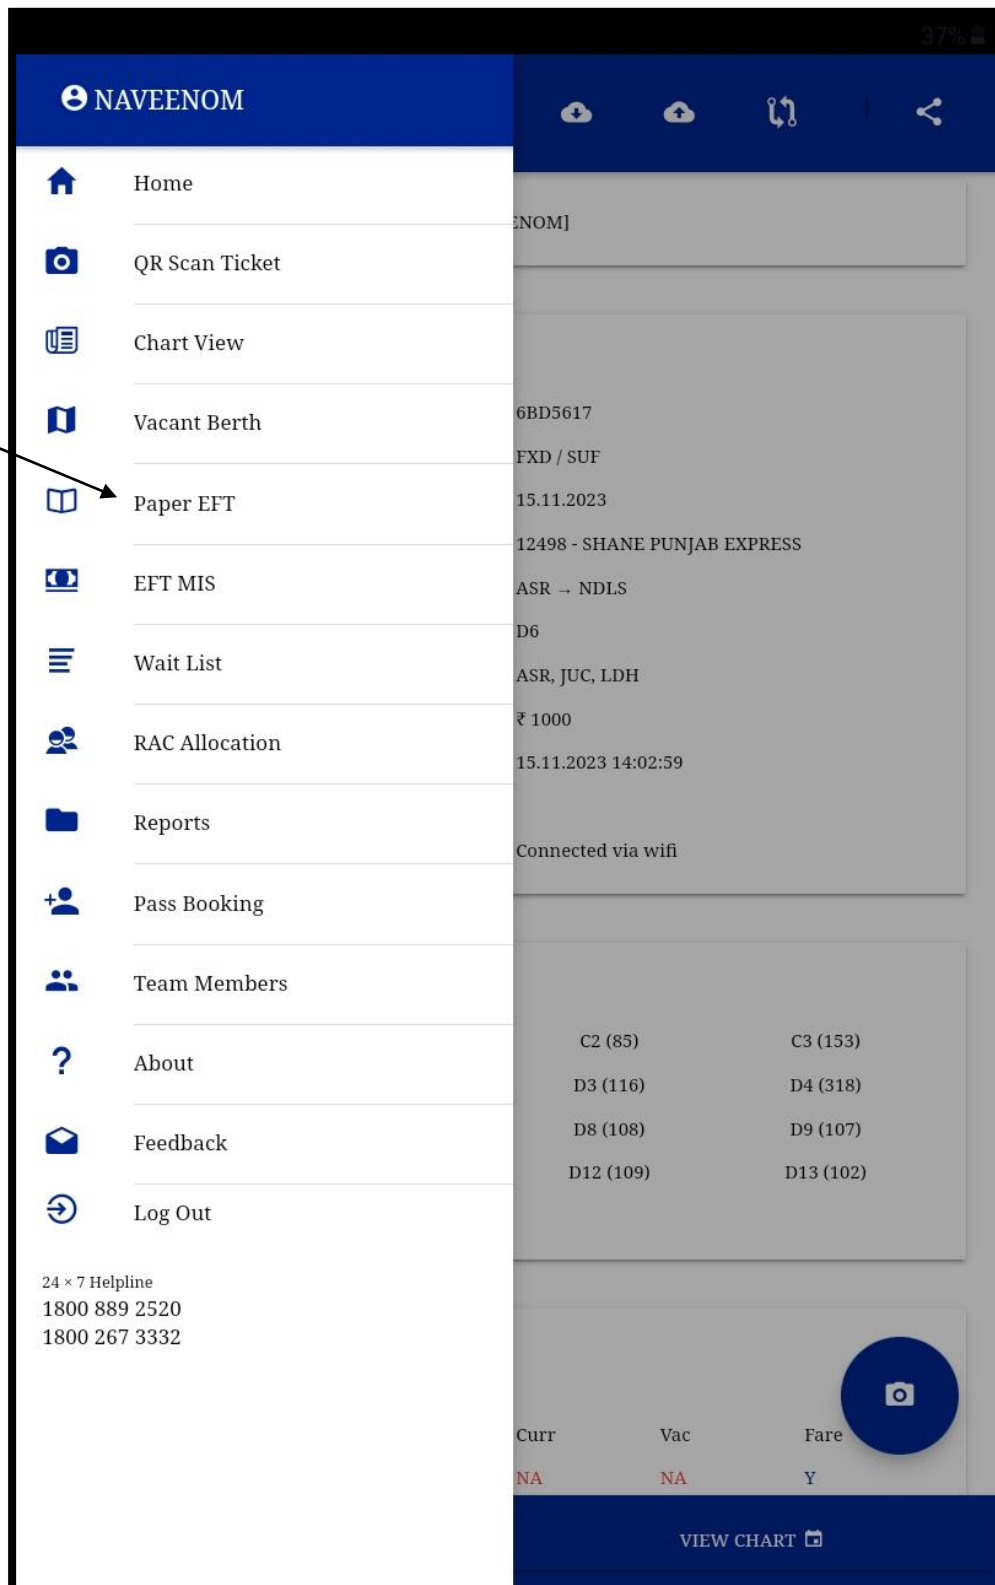 37%
NAVEENOM
Home
QR Scan Ticket
Chart View
Vacant Berth
Paper EFT
EFT MIS
Wait List
RAC Allocation
Reports
Pass Booking
Team Members
About
Feedback
Log Out
24 × 7 Helpline
1800 889 2520
1800 267 3332
ENOM]
6BD5617
FXD / SUF
15.11.2023
12498 - SHANE PUNJAB EXPRESS
ASR → NDLS
D6
ASR, JUC, LDH
₹ 1000
15.11.2023 14:02:59
Connected via wifi
C2 (85) C3 (153)
D3 (116) D4 (318)
D8 (108) D9 (107)
D12 (109) D13 (102)
Curr Vac Fare
NA NA Y
VIEW CHART